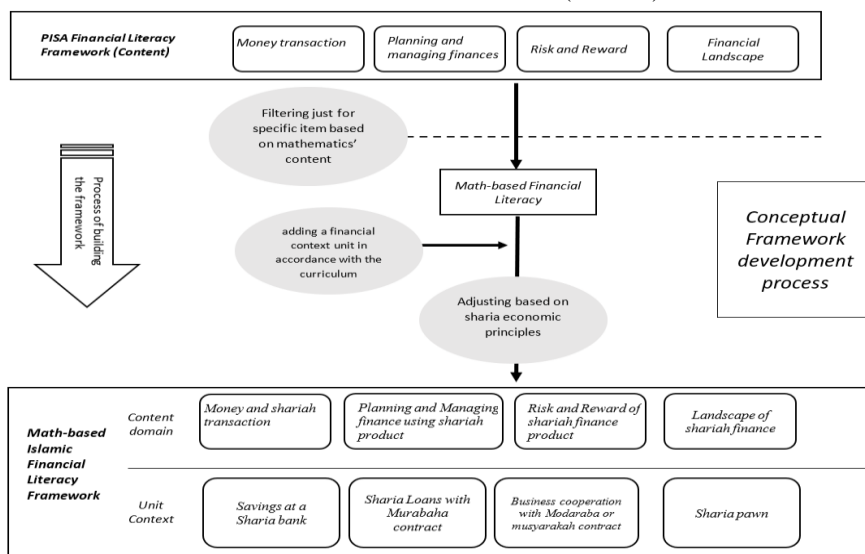 PISA Financial Literacy
Framework (Content)
Money transaction
Planning and
managing finances
Risk and Reward
Financial
Landscape
Filtering just for
specific item based
on mathematics'
content
Process of building
the framework
Math-based Financial
Literacy
adding a financial
context unit in
accordance with the
curriculum
Conceptual
Framework
development
process
Adjusting based on
sharia economic
principles
Math-based
Islamic
Financial
Literacy
Framework
Content
domain
Money and shariah
transaction
Planning and Managing
finance using shariah
product
Risk and Reward of
shariah finance
product
Landscape of
shariah finance
Unit
Context
Savings at a
Sharia bank
Sharia Loans with
Murabaha
contract
Business cooperation
with Modaraba or
musyarakah contract
Sharia pawn